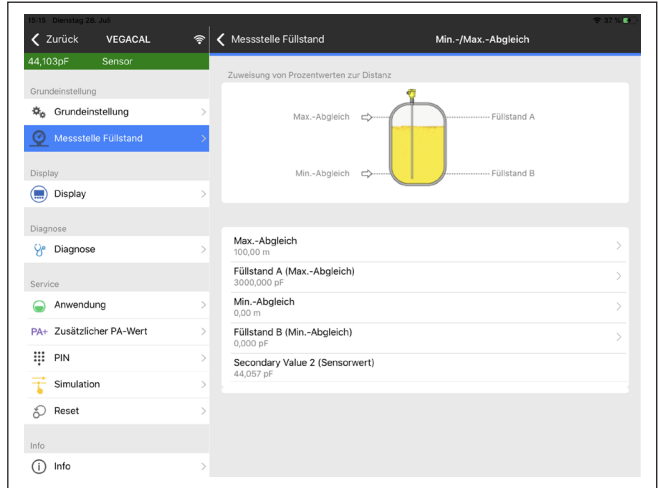 15:15 Dienstag 28. Juli
37 %
Zurück
VEGACAL
44,103pF
Sensor
Grundeinstellung
Grundeinstellung
Messstelle Füllstand
Display
Display
Diagnose
Diagnose
Service
Anwendung
PA+ Zusätzlicher PA-Wert
PIN
Simulation
Reset
Info
Info
Messstelle Füllstand
Min.-/Max.-Abgleich
Zuweisung von Prozentwerten zur Distanz
Max.-Abgleich
Füllstand A
Min.-Abgleich
Füllstand B
Max.-Abgleich
100,00 m
Füllstand A (Max.-Abgleich)
3000,000 pF
Min.-Abgleich
0,00 m
Füllstand B (Min.-Abgleich)
0,000 pF
Secondary Value 2 (Sensorwert)
44,057 pF